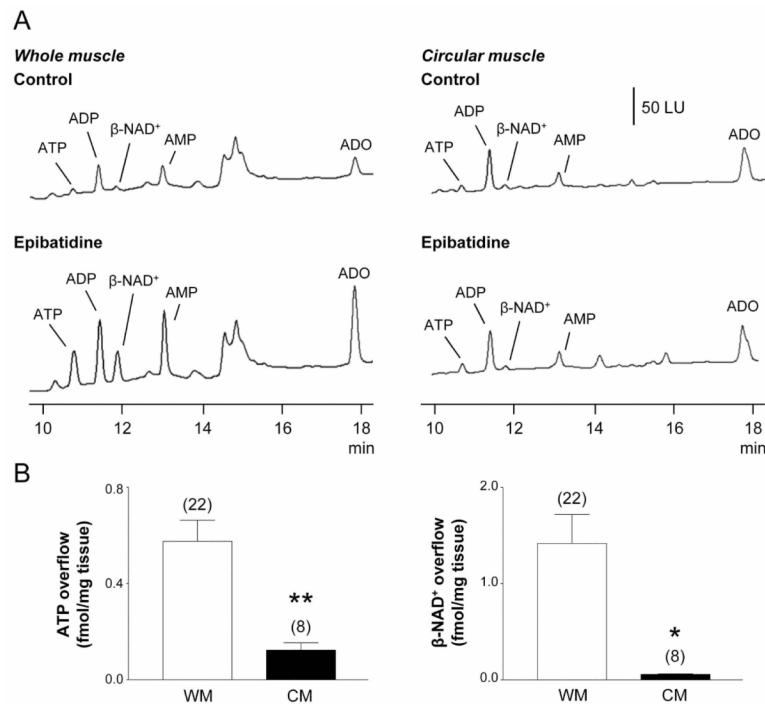 A
Whole muscle
Control
ATP
ADP
β-NAD⁺
AMP
ADO
Circular muscle
Control
50 LU
ATP
ADP
β-NAD⁺
AMP
ADO
Epibatidine
ATP
ADP
β-NAD⁺
AMP
ADO
10 12 14 16 18
min
Epibatidine
ATP
ADP
β-NAD⁺
AMP
ADO
10 12 14 16 18
min
B
ATP overflow
(fmol/mg tissue)
0.8
0.4
0.0
(22)
**
(8)
WM CM
β-NAD⁺ overflow
(fmol/mg tissue)
2.0
1.0
0.0
(22)
*
(8)
WM CM